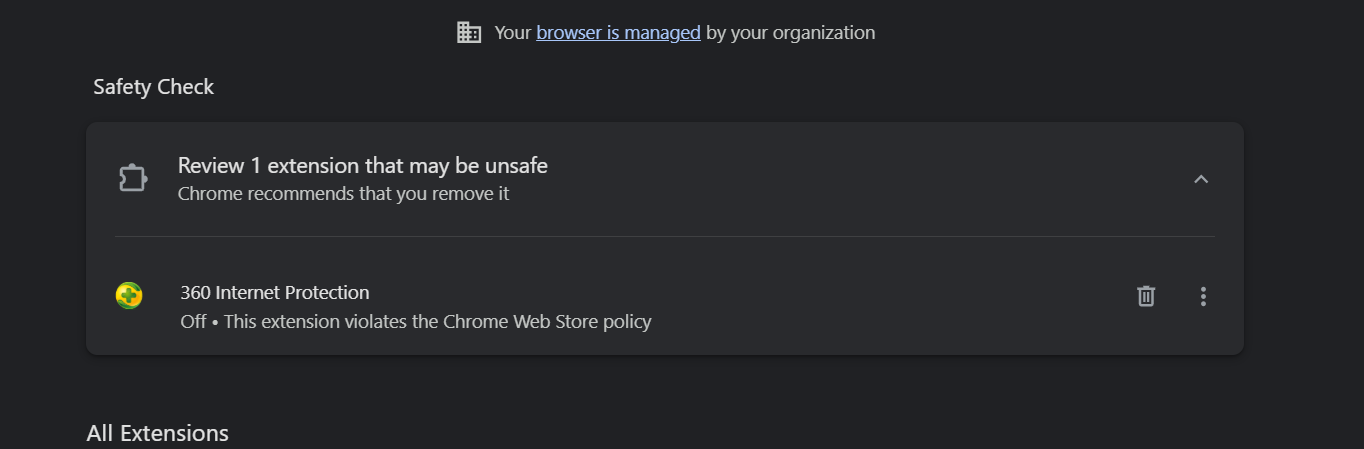 Your browser is managed by your organization
Safety Check
Review 1 extension that may be unsafe
Chrome recommends that you remove it
360 Internet Protection
Off • This extension violates the Chrome Web Store policy
All Extensions